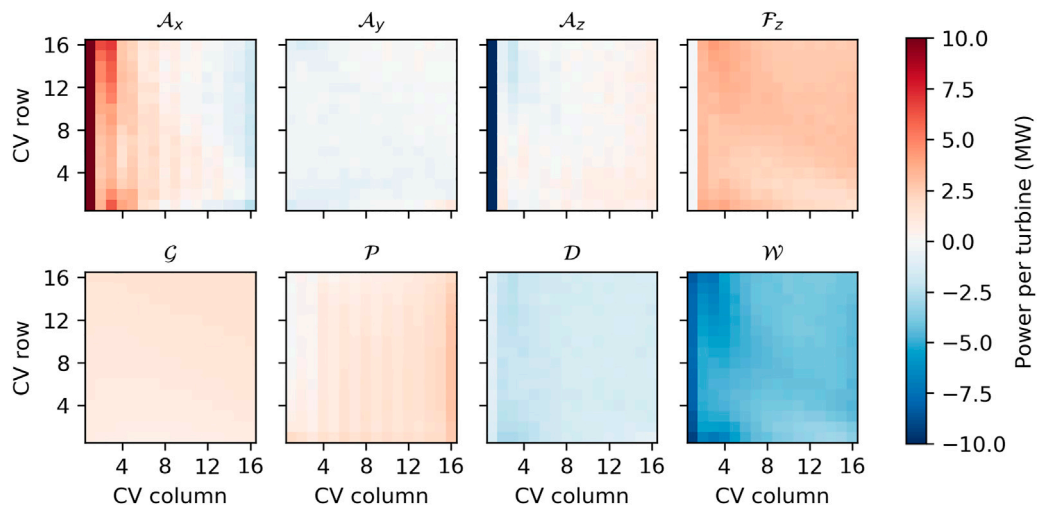 𝒜x 𝒜y 𝒜z ℱz
16
12
8
4
CV row
𝒢 𝒫 𝒟 𝒲
16
12
8
4
CV row
4 8 12 16 4 8 12 16 4 8 12 16 4 8 12 16
CV column CV column CV column CV column
10.0
7.5
5.0
2.5
0.0
−2.5
−5.0
−7.5
−10.0
Power per turbine (MW)